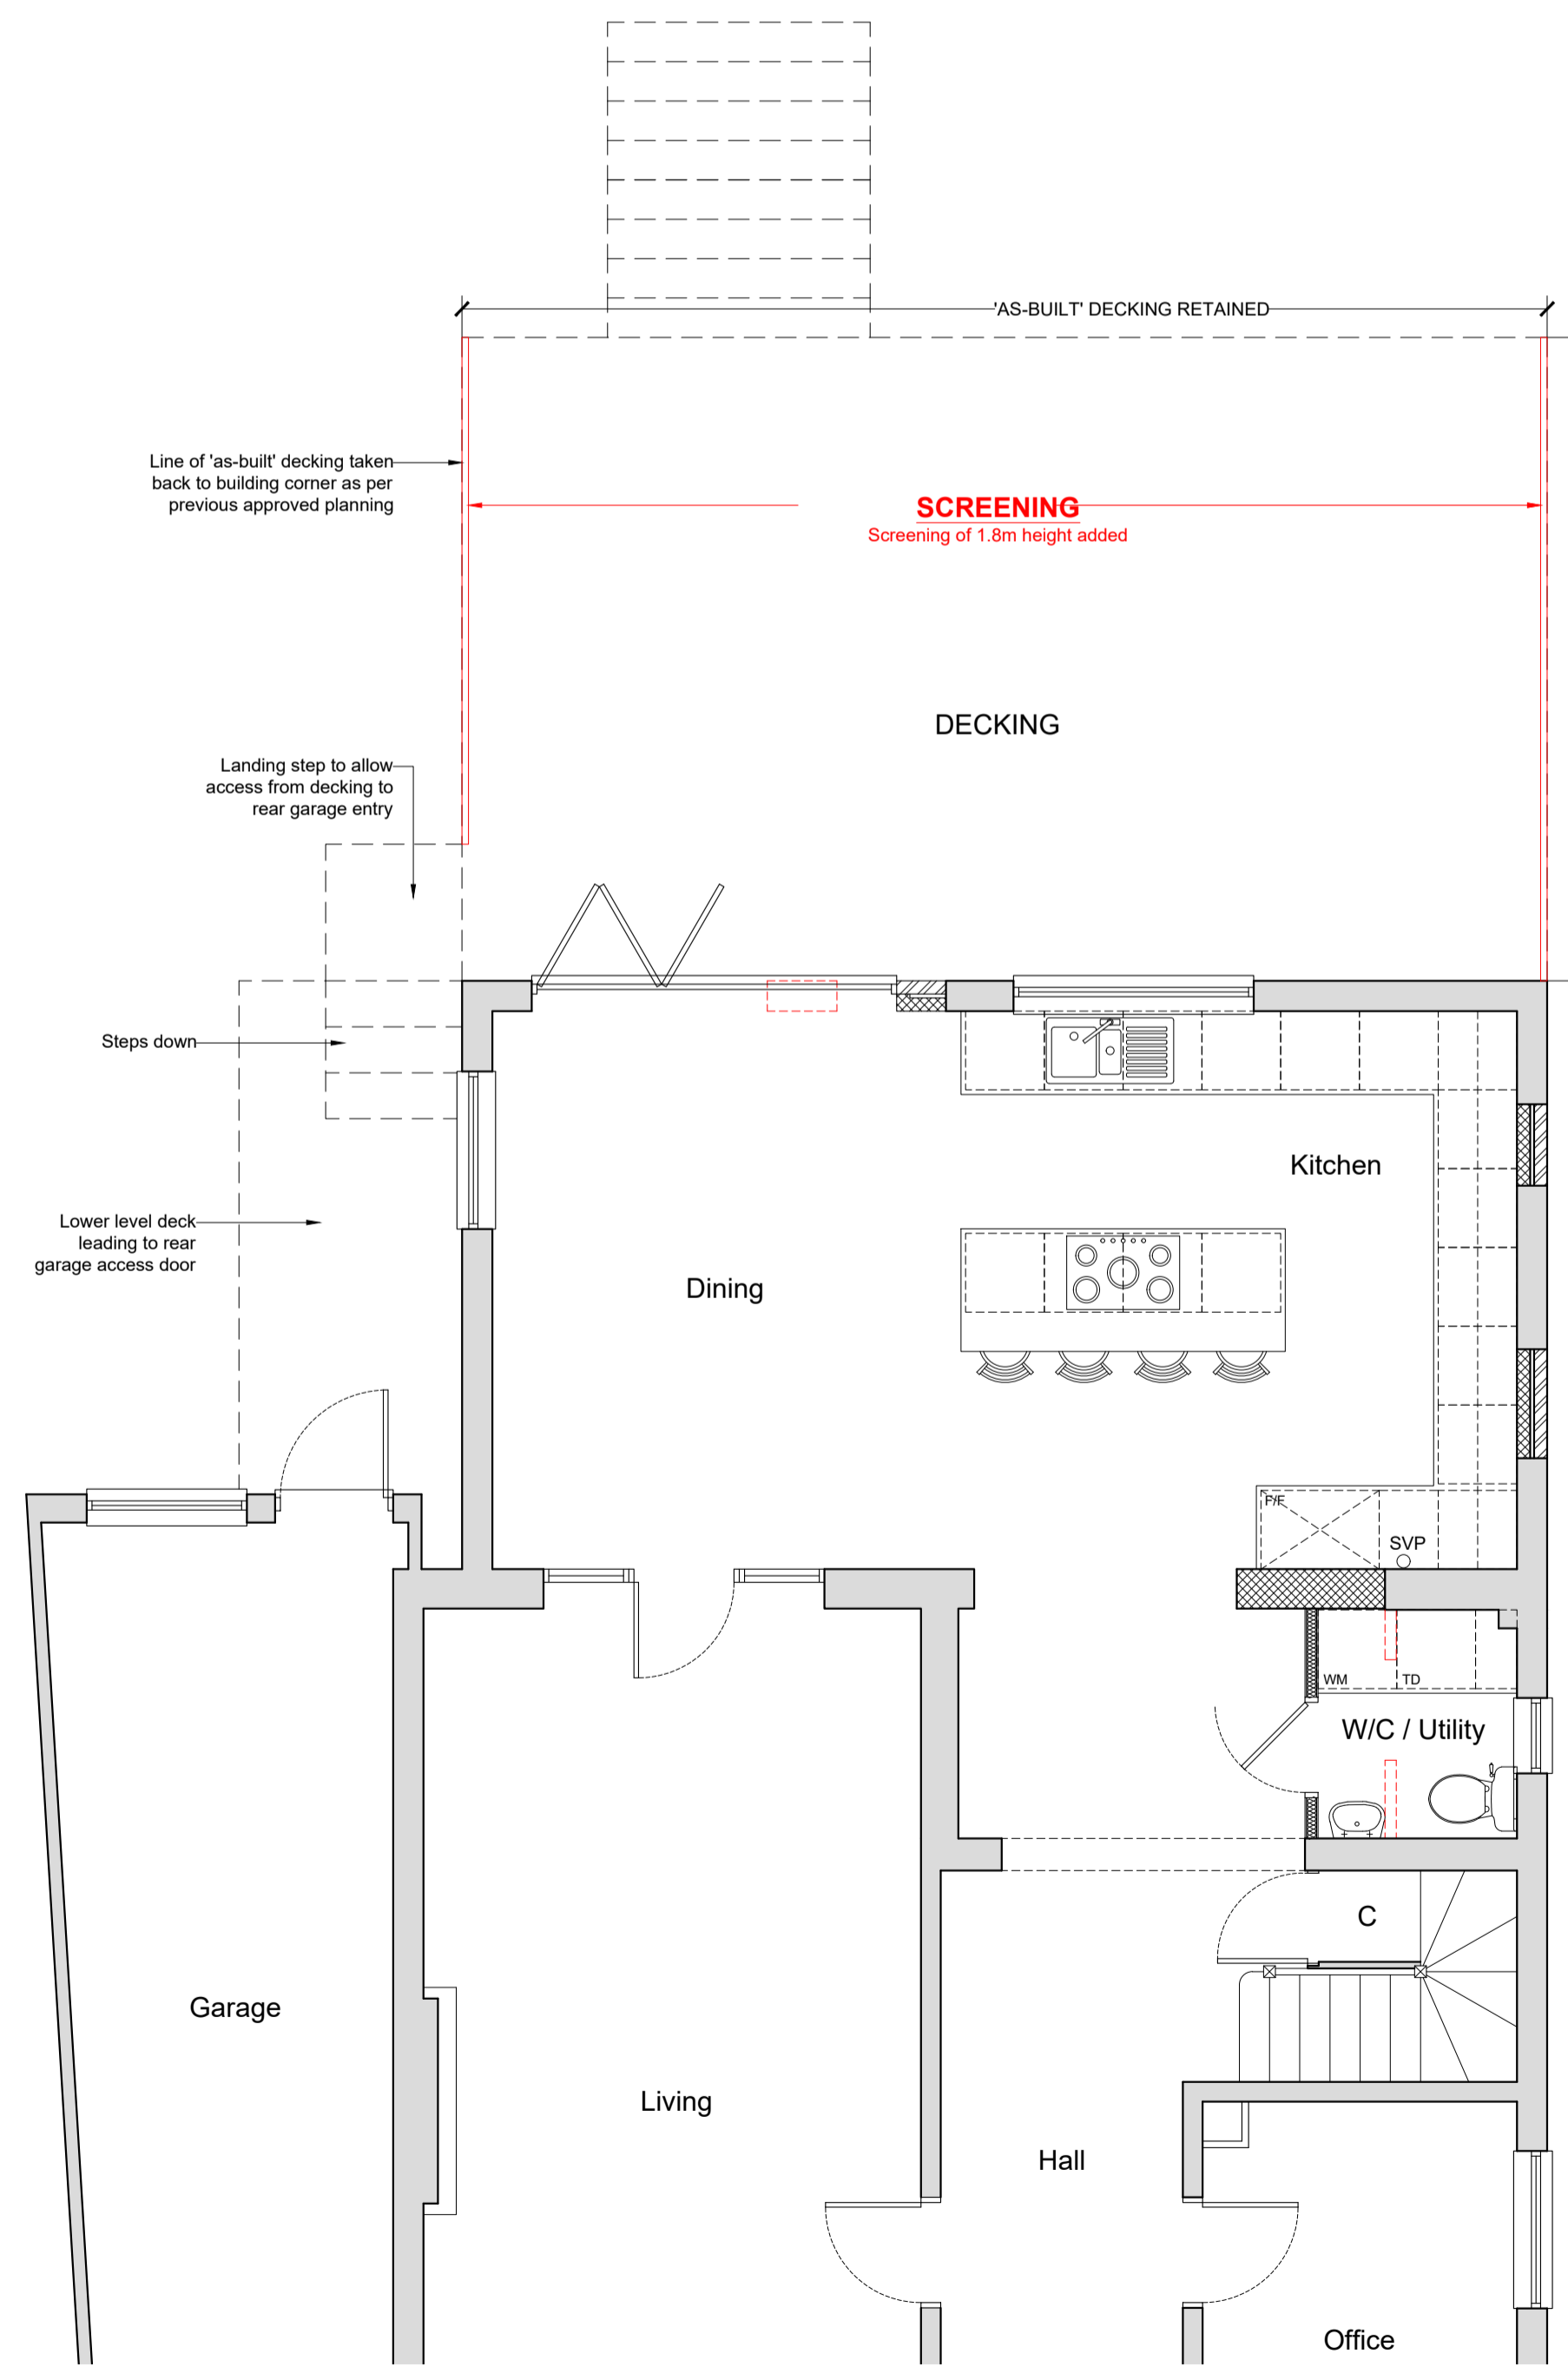 'AS-BUILT' DECKING RETAINED
Line of 'as-built' decking taken
back to building corner as per
previous approved planning
SCREENING
Screening of 1.8m height added
DECKING
Landing step to allow
access from decking to
rear garage entry
Steps down
Kitchen
Lower level deck
leading to rear
garage access door
Dining
F/F
SVP
WM
TD
W/C / Utility
C
Garage
Living
Hall
Office